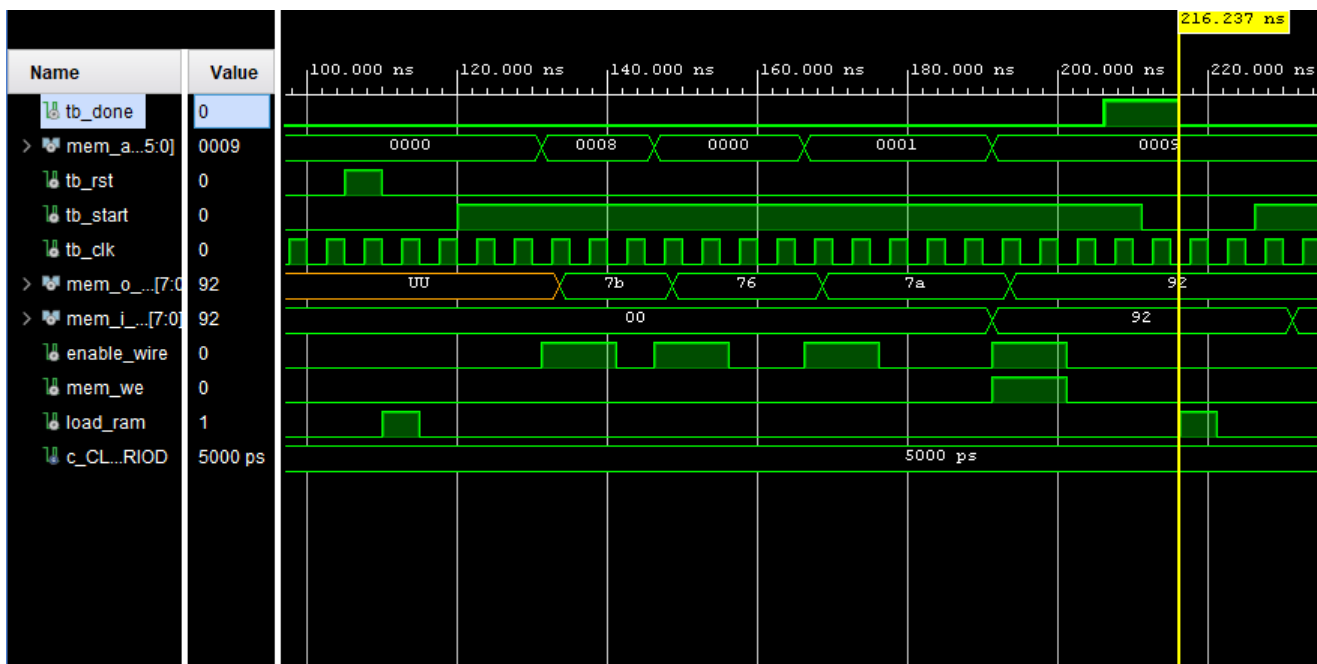 216.237 ns
Name Value
100.000 ns 120.000 ns 140.000 ns 160.000 ns 180.000 ns 200.000 ns 220.000 ns
tb_done 0
mem_a...5:0] 0009 0000 0008 0000 0001 0009
tb_rst 0
tb_start 0
tb_clk 0
mem_o_...[7:0 92 UU 7b 76 7a 92
mem_i_...[7:0] 92 00 92
enable_wire 0
mem_we 0
load_ram 1
c_CL...RIOD 5000 ps 5000 ps